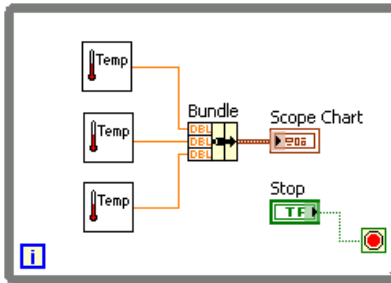 Temp
Bundle
DBL
Scope Chart
Temp
DBL
DBL
Stop
Temp
TF
i